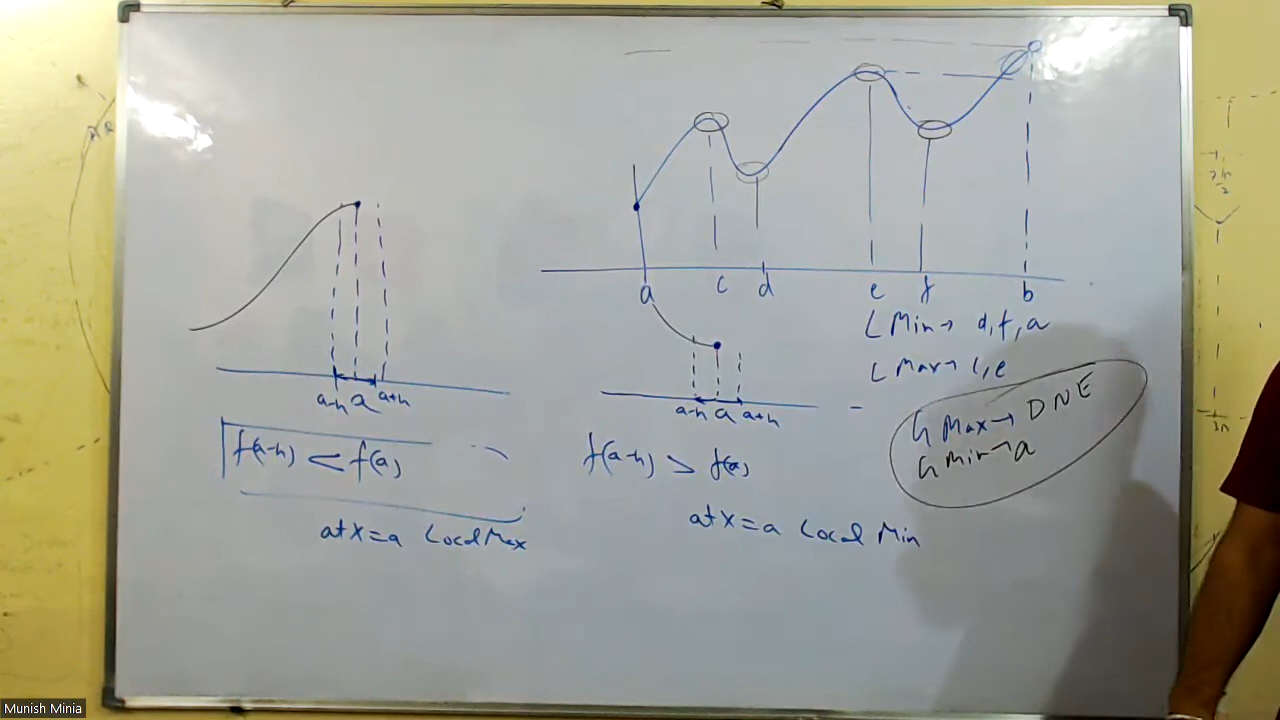 a c d e f b
L Min → d, f, a
L Max → c, e
G Max → DNE
G Min → a
a-h a a+h
f(a-h) < f(a)
at x = a Local Max
a-h a a+h
f(a-h) > f(a)
at x = a Local Min
Munish Minia